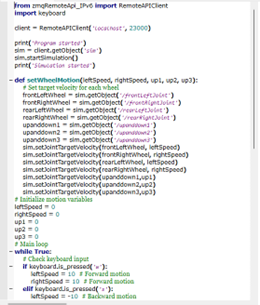 from zmqRemoteApi_IPv6 import RemoteAPIClient
import keyboard
client = RemoteAPIClient('localhost', 23000)
print('Program started')
sim = client.getObject('sim')
sim.startSimulation()
print('Simulation started')
def setWheelMotion(leftSpeed, rightSpeed, up1, up2, up3):
# Set target velocity for each wheel
frontLeftWheel = sim.getObject('/frontLeftJoint')
frontRightWheel = sim.getObject('/frontRightJoint')
rearLeftWheel = sim.getObject('/rearLeftJoint')
rearRightWheel = sim.getObject('/rearRightJoint')
upanddown1 = sim.getObject('/upanddown1')
upanddown2 = sim.getObject('/upanddown2')
upanddown3 = sim.getObject('/upanddown3')
sim.setJointTargetVelocity(frontLeftWheel, leftSpeed)
sim.setJointTargetVelocity(frontRightWheel, rightSpeed)
sim.setJointTargetVelocity(rearLeftWheel, leftSpeed)
sim.setJointTargetVelocity(rearRightWheel, rightSpeed)
sim.setJointTargetVelocity(upanddown1,up1)
sim.setJointTargetVelocity(upanddown2,up2)
sim.setJointTargetVelocity(upanddown3,up3)
# Initialize motion variables
leftSpeed = 0
rightSpeed = 0
up1 = 0
up2 = 0
up3 = 0
# Main loop
while True:
# Check keyboard input
if keyboard.is_pressed('w'):
leftSpeed = 10 # Forward motion
rightSpeed = 10 # Forward motion
elif keyboard.is_pressed('s'):
leftSpeed = -10 # Backward motion